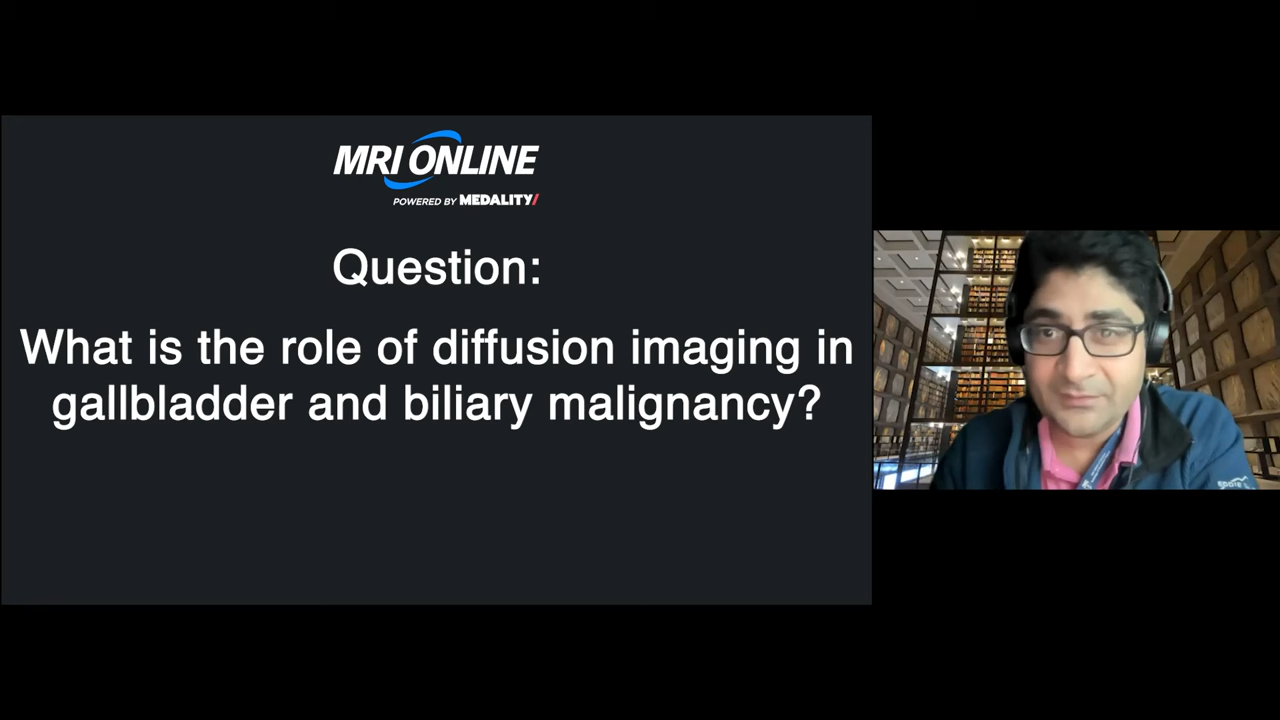 MRI ONLINE
POWERED BY MEDALITY/
Question:
What is the role of diffusion imaging in
gallbladder and biliary malignancy?